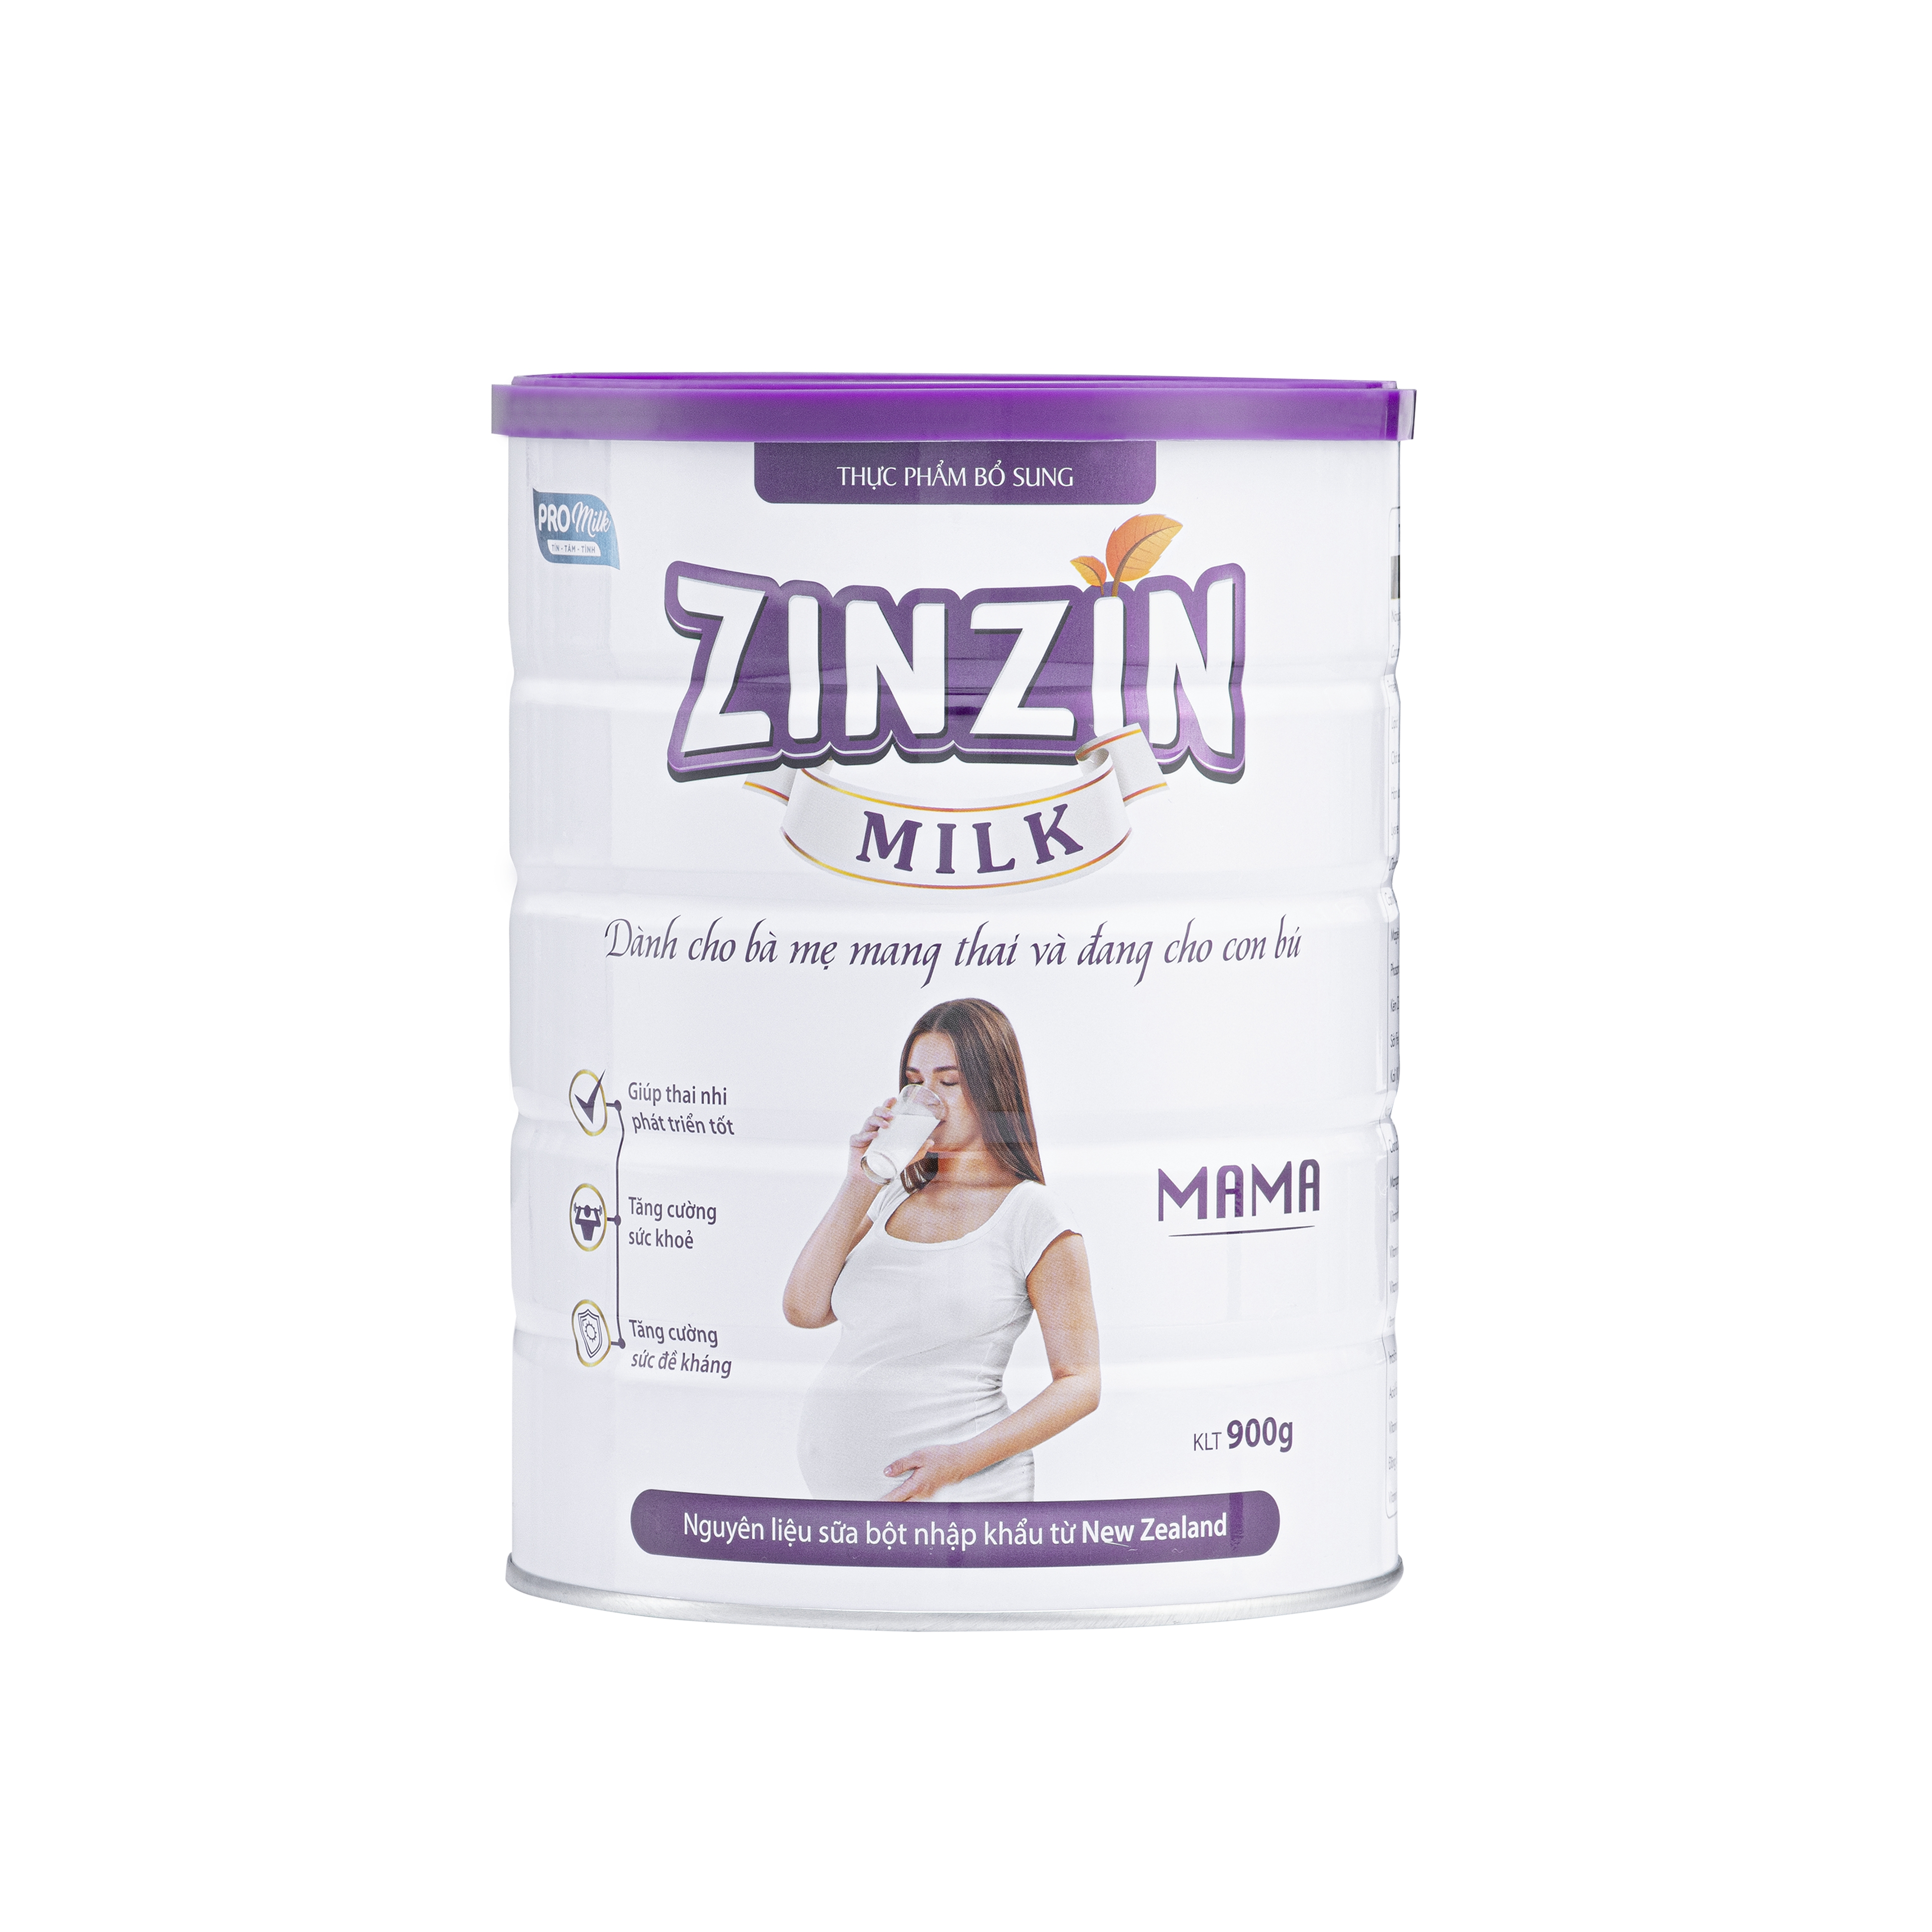 THỰC PHẨM BỔ SUNG
PRO Milk
TÍN - TÂM - TÌNH
ZINZIN
MILK
Dành cho bà mẹ mang thai và đang cho con bú
Giúp thai nhi
phát triển tốt
Tăng cường
sức khoẻ
MAMA
Tăng cường
sức đề kháng
KLT 900g
Nguyên liệu sữa bột nhập khẩu từ New Zealand